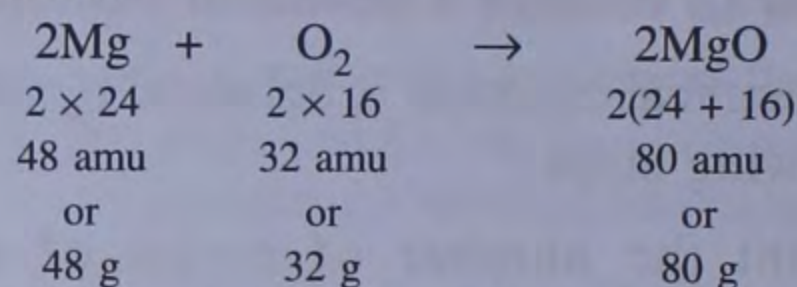 2Mg + O₂ → 2MgO
2 × 24 2 × 16 2(24 + 16)
48 amu 32 amu 80 amu
or or or
48 g 32 g 80 g